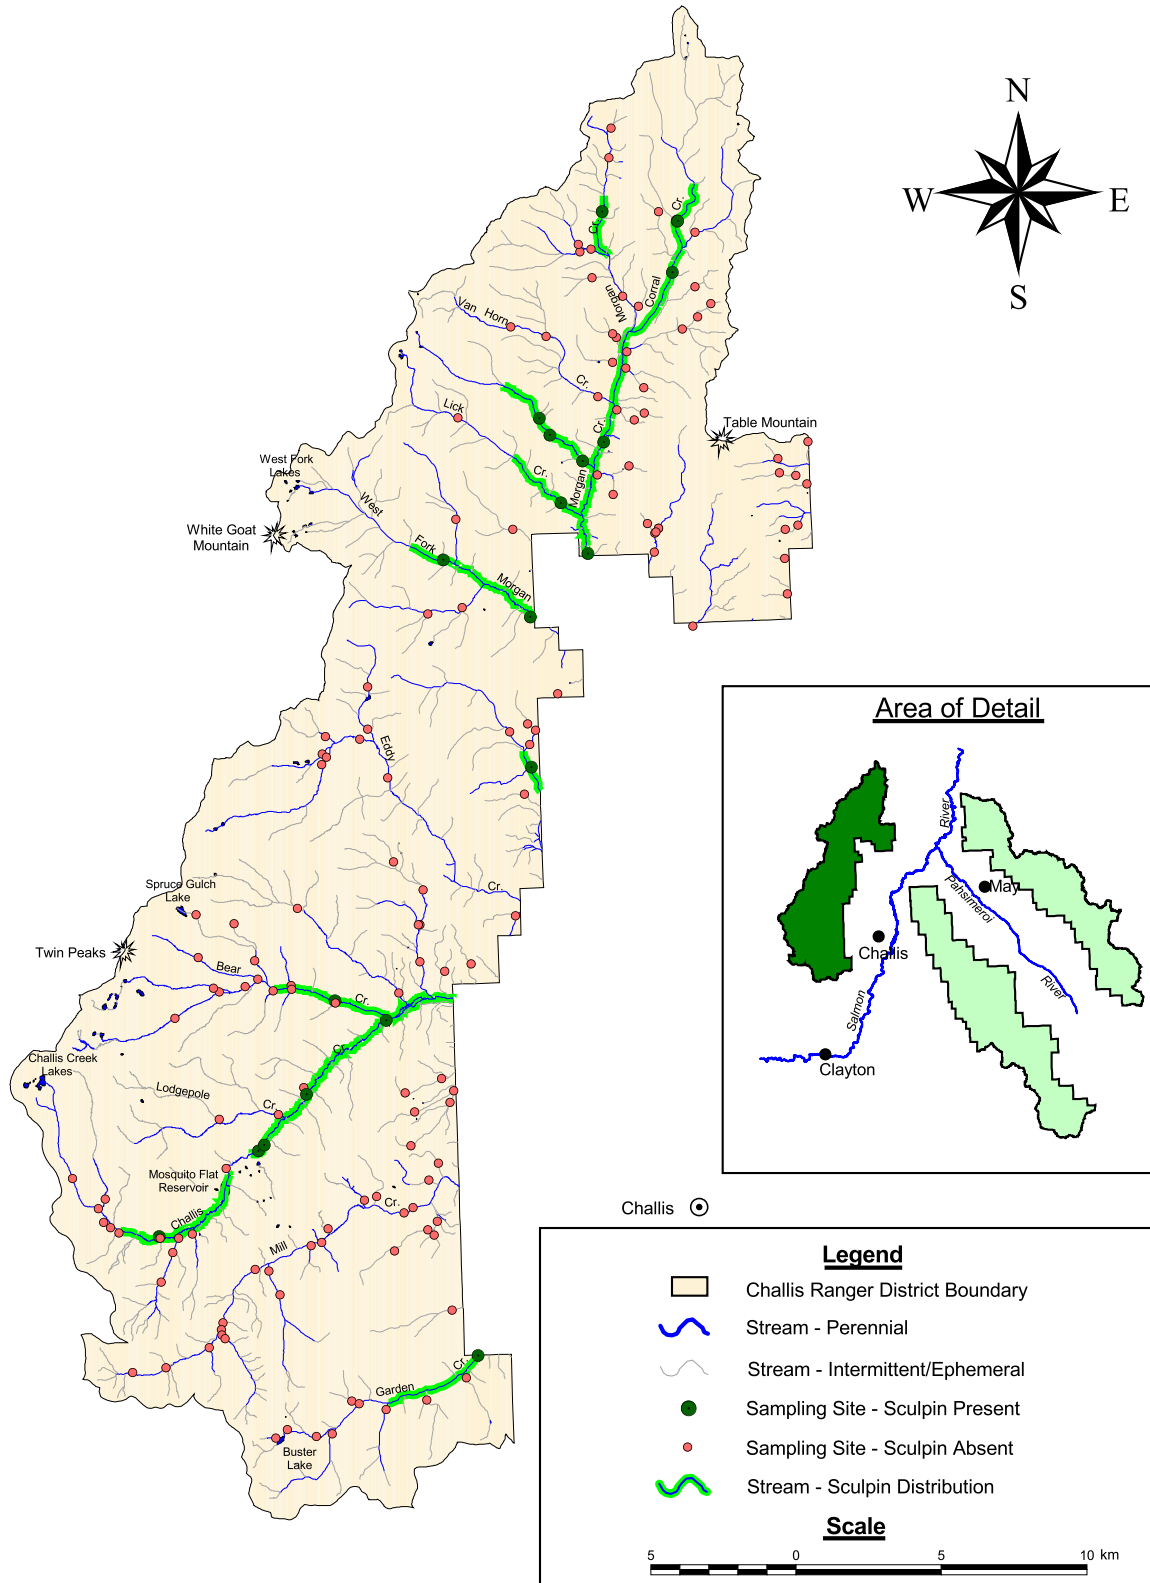 N
W
E
S
Cr.
Cr.
Morgan
Corral
Van Horn
Cr.
Lick
Cr.
Table Mountain
West Fork
Lakes
West
Cr.
Morgan
White Goat
Mountain
Fork
Morgan
Area of Detail
Eddy
River
Pahsimeroi
May
Spruce Gulch
Lake
Cr.
Twin Peaks
Challis
Bear
Cr.
River
Salmon
Cr.
Challis Creek
Lakes
Clayton
Lodgepole
Cr.
Mosquito Flat
Reservoir
Cr.
Challis
Challis
Mill
Legend
Challis Ranger District Boundary
Stream - Perennial
Stream - Intermittent/Ephemeral
Cr.
Garden
Sampling Site - Sculpin Present
Sampling Site - Sculpin Absent
Buster
Lake
Stream - Sculpin Distribution
Scale
5 0 5 10 km